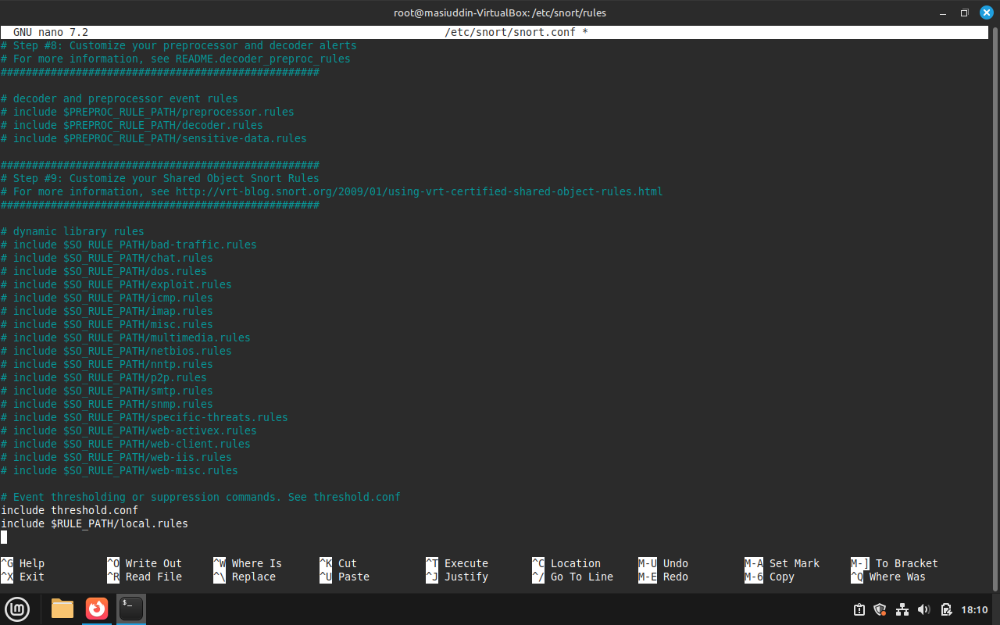 root@masiuddin-VirtualBox: /etc/snort/rules
GNU nano 7.2 /etc/snort/snort.conf *
# Step #8: Customize your preprocessor and decoder alerts
# For more information, see README.decoder_preproc_rules
###################################################
# decoder and preprocessor event rules
# include $PREPROC_RULE_PATH/preprocessor.rules
# include $PREPROC_RULE_PATH/decoder.rules
# include $PREPROC_RULE_PATH/sensitive-data.rules
###################################################
# Step #9: Customize your Shared Object Snort Rules
# For more information, see http://vrt-blog.snort.org/2009/01/using-vrt-certified-shared-object-rules.html
###################################################
# dynamic library rules
# include $SO_RULE_PATH/bad-traffic.rules
# include $SO_RULE_PATH/chat.rules
# include $SO_RULE_PATH/dos.rules
# include $SO_RULE_PATH/exploit.rules
# include $SO_RULE_PATH/icmp.rules
# include $SO_RULE_PATH/imap.rules
# include $SO_RULE_PATH/misc.rules
# include $SO_RULE_PATH/multimedia.rules
# include $SO_RULE_PATH/netbios.rules
# include $SO_RULE_PATH/nntp.rules
# include $SO_RULE_PATH/p2p.rules
# include $SO_RULE_PATH/smtp.rules
# include $SO_RULE_PATH/snmp.rules
# include $SO_RULE_PATH/specific-threats.rules
# include $SO_RULE_PATH/web-activex.rules
# include $SO_RULE_PATH/web-client.rules
# include $SO_RULE_PATH/web-iis.rules
# include $SO_RULE_PATH/web-misc.rules
# Event thresholding or suppression commands. See threshold.conf
include threshold.conf
include $RULE_PATH/local.rules
^G Help ^O Write Out ^W Where Is ^K Cut ^T Execute ^C Location M-U Undo M-A Set Mark M-] To Bracket
^X Exit ^R Read File ^\ Replace ^U Paste ^J Justify ^/ Go To Line M-E Redo M-6 Copy ^Q Where Was
18:10